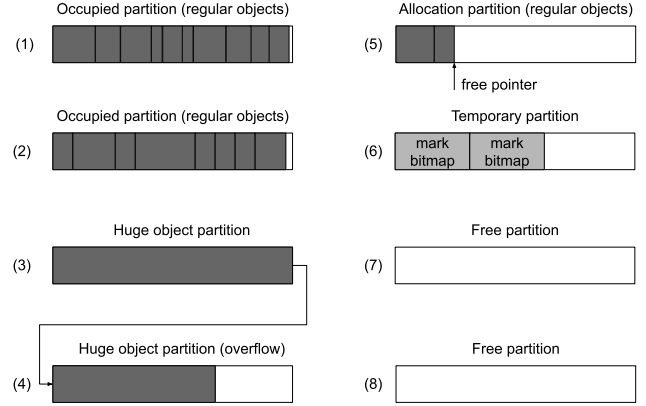 Occupied partition (regular objects)
(1)
Occupied partition (regular objects)
(2)
Huge object partition
(3)
Huge object partition (overflow)
(4)
Allocation partition (regular objects)
(5)
free pointer
Temporary partition
(6)
mark
bitmap
mark
bitmap
Free partition
(7)
Free partition
(8)